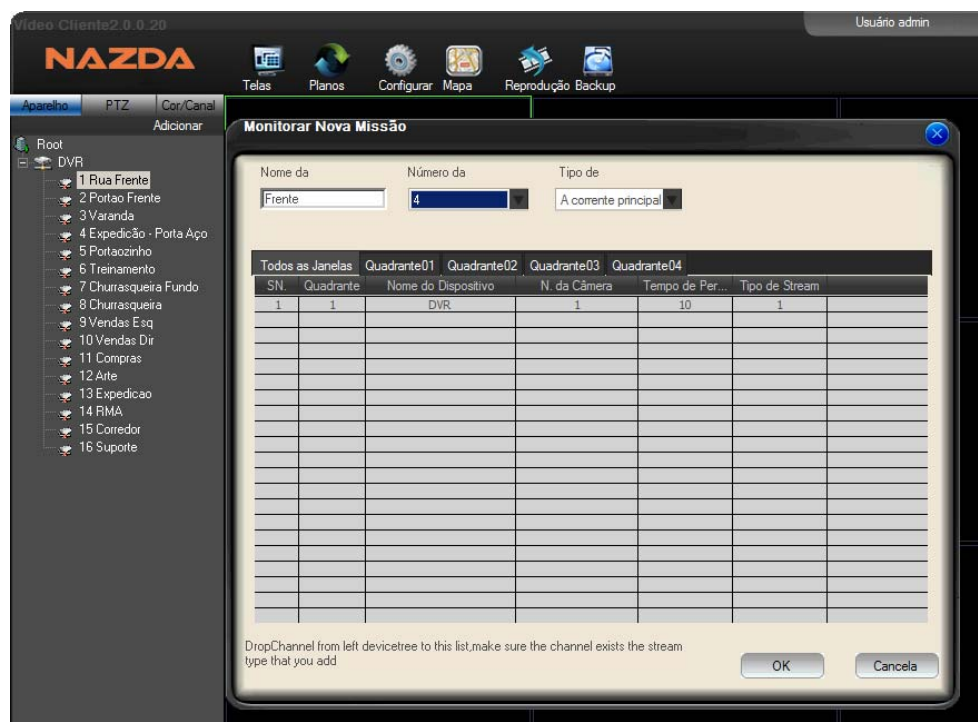 Vídeo Cliente2.0.0.20
Usuário admin
NAZDA
Telas Planos Configurar Mapa Reprodução Backup
Aparelho PTZ Cor/Canal
Adicionar
Root
DVR
1 Rua Frente
2 Portao Frente
3 Varanda
4 Expedicão - Porta Aço
5 Portaozinho
6 Treinamento
7 Churrasqueira Fundo
8 Churrasqueira
9 Vendas Esq
10 Vendas Dir
11 Compras
12 Arte
13 Expedicao
14 RMA
15 Corredor
16 Suporte
Monitorar Nova Missão
Nome da Número da Tipo de
Frente 4 A corrente principal
Todos as Janelas Quadrante01 Quadrante02 Quadrante03 Quadrante04
SN. Quadrante Nome do Dispositivo N. da Câmera Tempo de Per... Tipo de Stream
1 1 DVR 1 10 1
DropChannel from left devicetree to this list,make sure the channel exists the stream
type that you add
OK Cancela